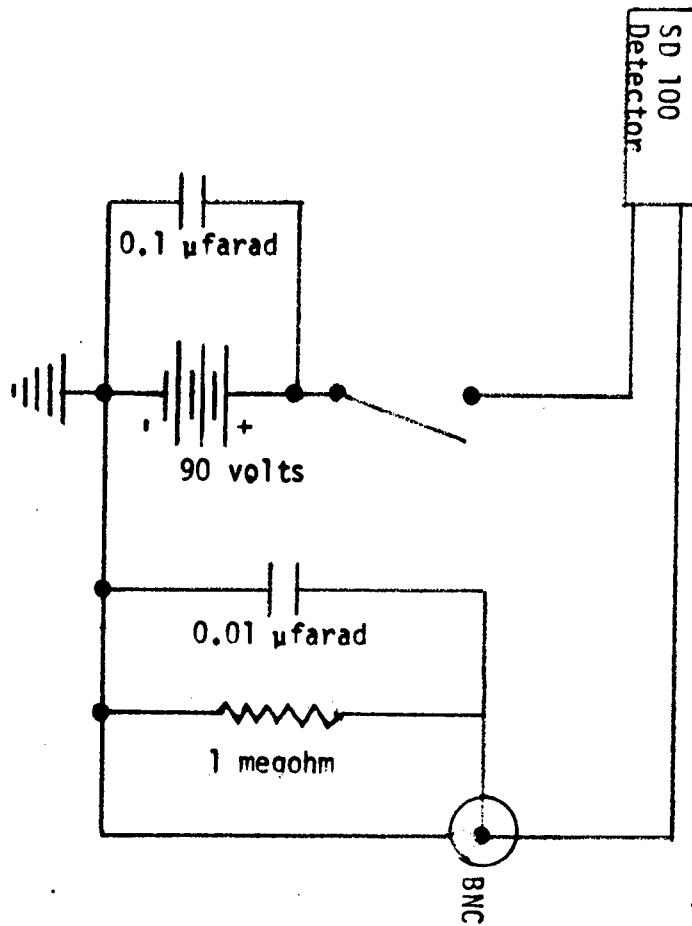 SD 100
Detector
0.1 µfarad
- +
90 volts
0.01 µfarad
1 megohm
BNC